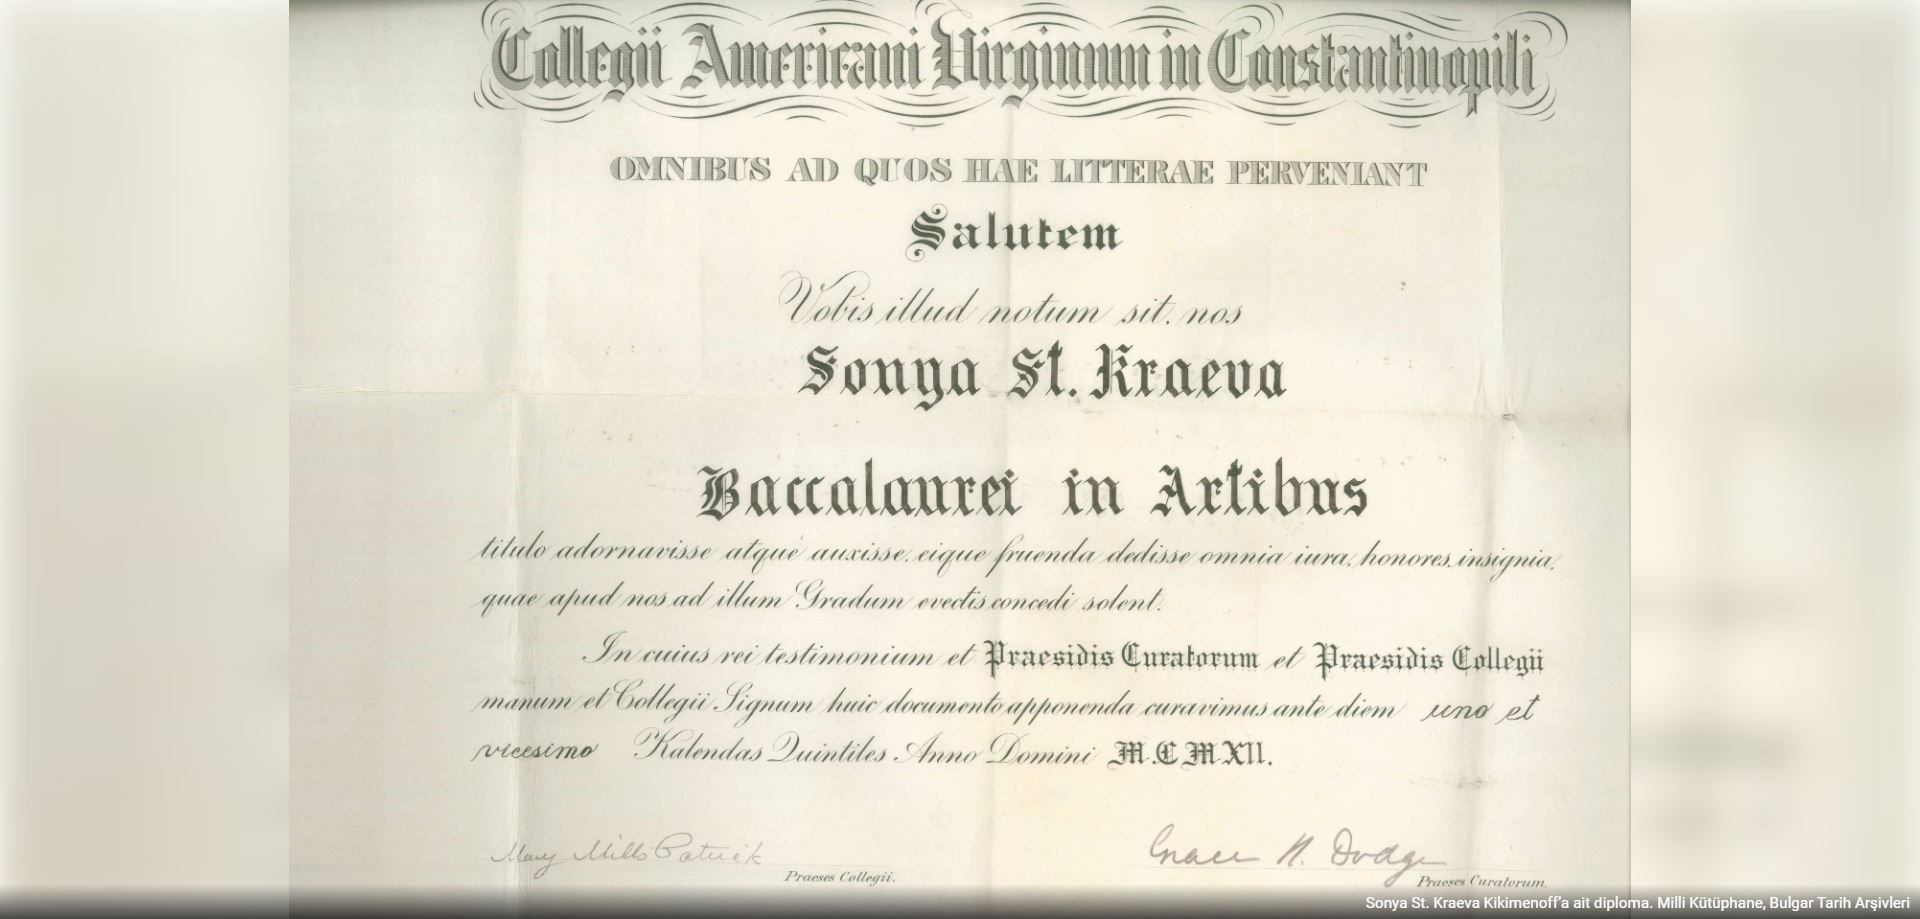 Collegii Americani Virginum in Constantinopili
OMNIBUS AD QUOS HAE LITTERAE PERVENIANT
Salutem
Vobis illud notum sit, nos
Sonya St. Kraeva
Baccalaurei in Artibus
titulo adornavisse atque auxisse, eique fruenda dedisse omnia iura, honores, insignia,
quae apud nos ad illum Gradum evectis concedi solent.
In cuius rei testimonium et Praesidis Curatorum et Praesidis Collegii
manum et Collegii Signum huic documento apponenda curavimus ante diem uno et
vicesimo Kalendas Quintiles Anno Domini M.C.M.XII.
Mary Mills Patrick
Praeses Collegii.
Grace H. Dodge
Praeses Curatorum.
Sonya St. Kraeva Kikimenoff'a ait diploma. Milli Kütüphane, Bulgar Tarih Arşivleri